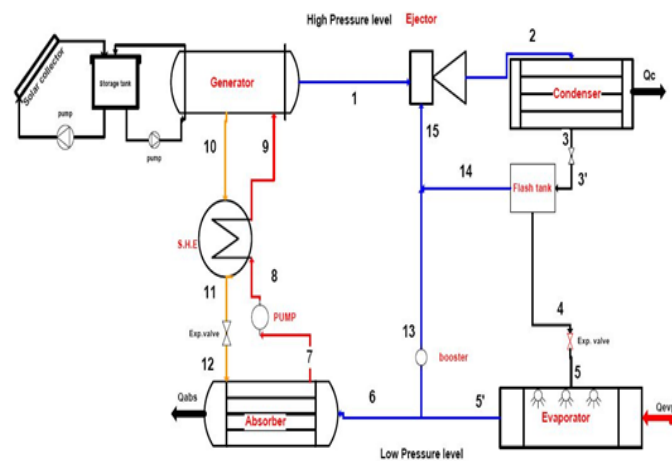 High Pressure level Ejector
2
Solar collector
Storage tank
Generator
Condenser
Qc
pump
pump
1
15
3
3'
10
9
14
Flash tank
S.H.E
8
11
4
PUMP
Exp.valve
13
Exp. valve
booster
12
7
5
Qabs
6
5'
Absorber
Evaporator
Qev
Low Pressure level